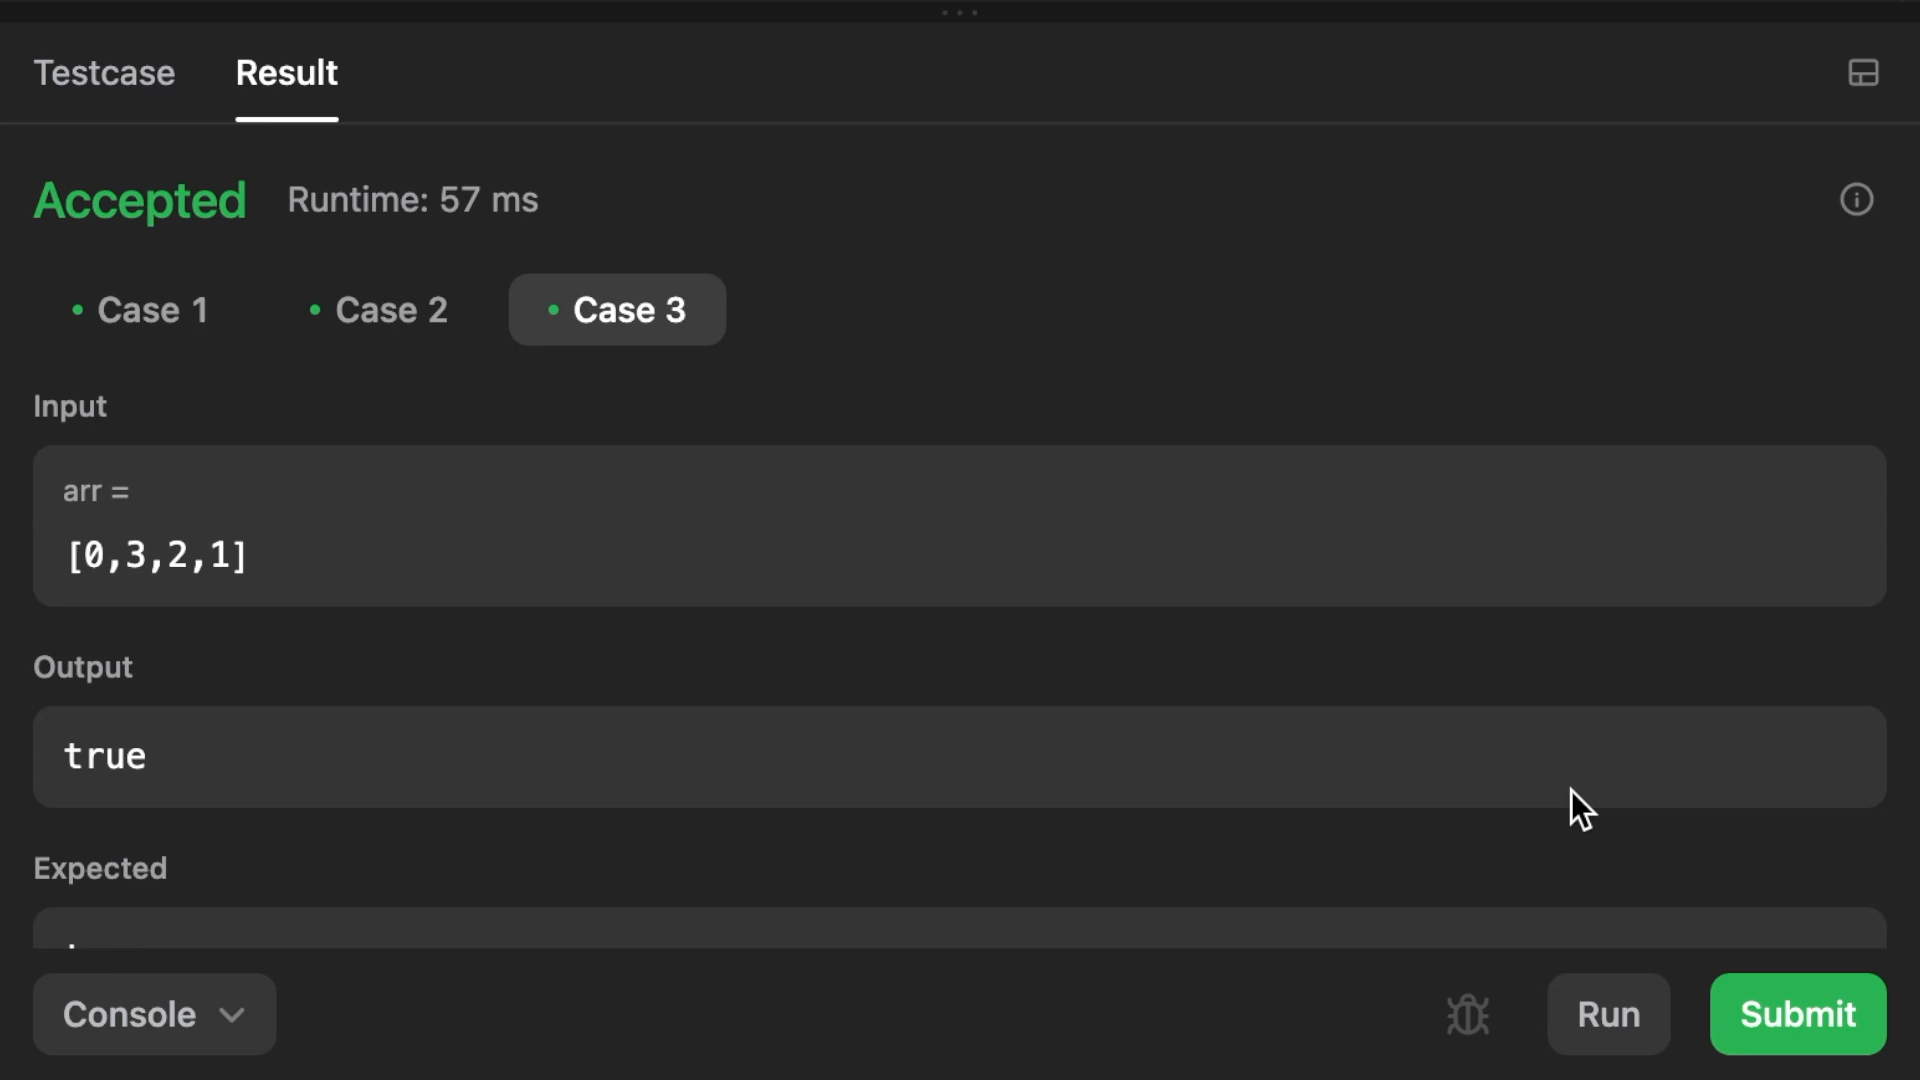 Testcase Result
Accepted Runtime: 57 ms
Case 1 Case 2 Case 3
Input
arr =
[0,3,2,1]
Output
true
Expected
Console Run Submit